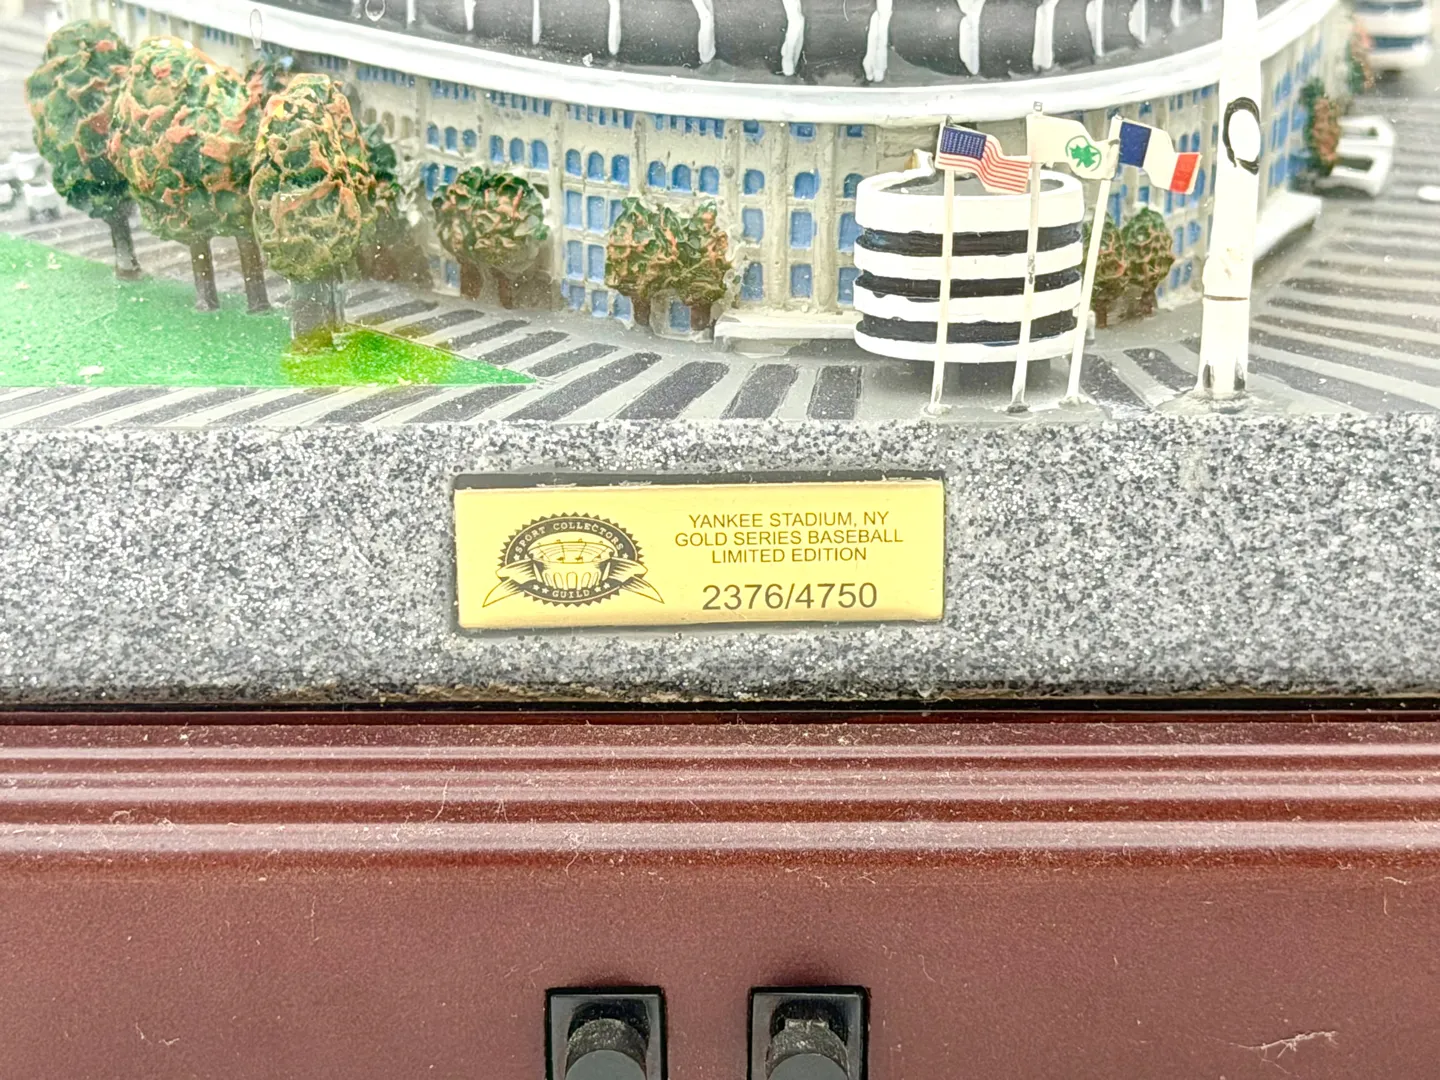 SPORT COLLECTORS
GUILD
YANKEE STADIUM, NY
GOLD SERIES BASEBALL
LIMITED EDITION
2376/4750